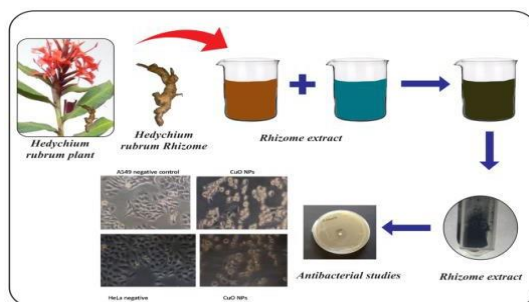 Hedychium
rubrum plant
Hedychium
rubrum Rhizome
Rhizome extract
A549 negative control
CuO NPs
HeLa negative
CuO NPs
Antibacterial studies
Rhizome extract